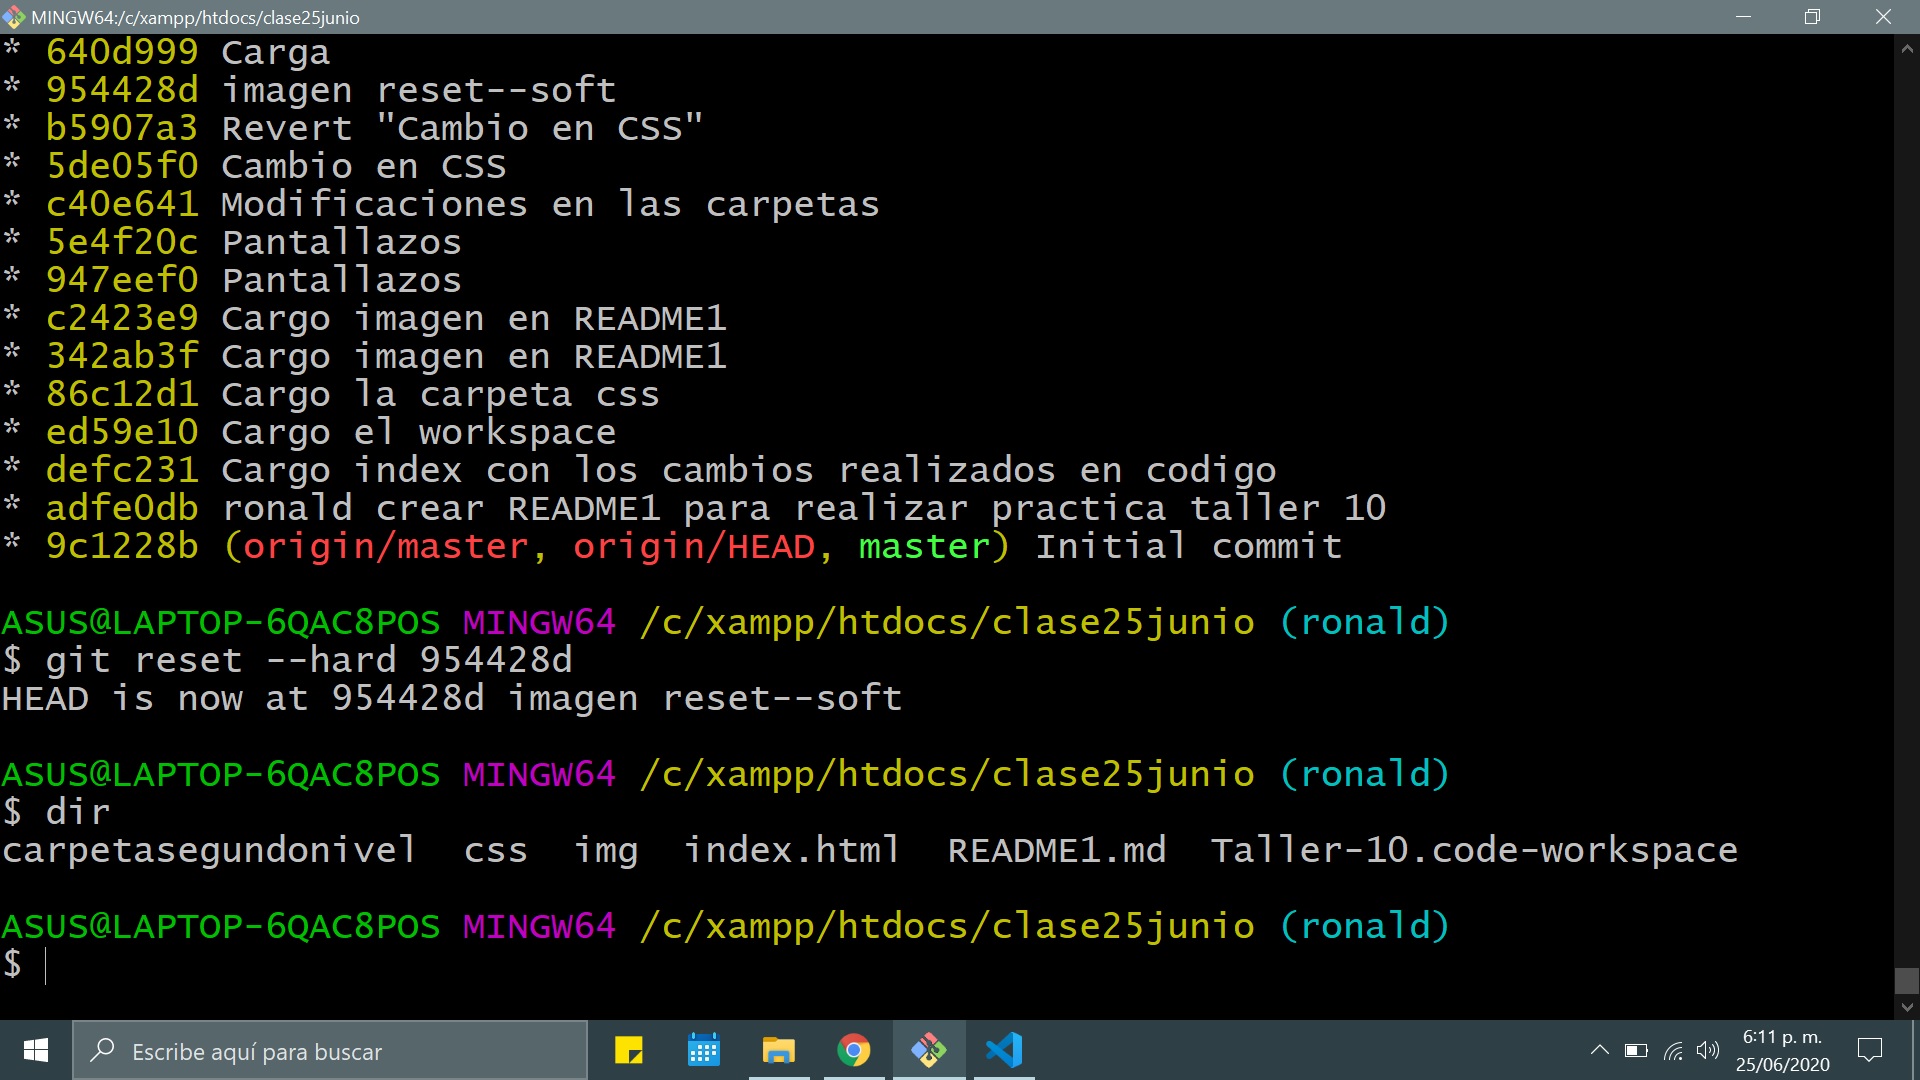 MINGW64:/c/xampp/htdocs/clase25junio
* 640d999 Carga
* 954428d imagen reset--soft
* b5907a3 Revert "Cambio en CSS"
* 5de05f0 Cambio en CSS
* c40e641 Modificaciones en las carpetas
* 5e4f20c Pantallazos
* 947eef0 Pantallazos
* c2423e9 Cargo imagen en README1
* 342ab3f Cargo imagen en README1
* 86c12d1 Cargo la carpeta css
* ed59e10 Cargo el workspace
* defc231 Cargo index con los cambios realizados en codigo
* adfe0db ronald crear README1 para realizar practica taller 10
* 9c1228b (origin/master, origin/HEAD, master) Initial commit
ASUS@LAPTOP-6QAC8POS MINGW64 /c/xampp/htdocs/clase25junio (ronald)
$ git reset --hard 954428d
HEAD is now at 954428d imagen reset--soft
ASUS@LAPTOP-6QAC8POS MINGW64 /c/xampp/htdocs/clase25junio (ronald)
$ dir
carpetasegundonivel  css  img  index.html  README1.md  Taller-10.code-workspace
ASUS@LAPTOP-6QAC8POS MINGW64 /c/xampp/htdocs/clase25junio (ronald)
$
Escribe aquí para buscar
6:11 p. m.
25/06/2020